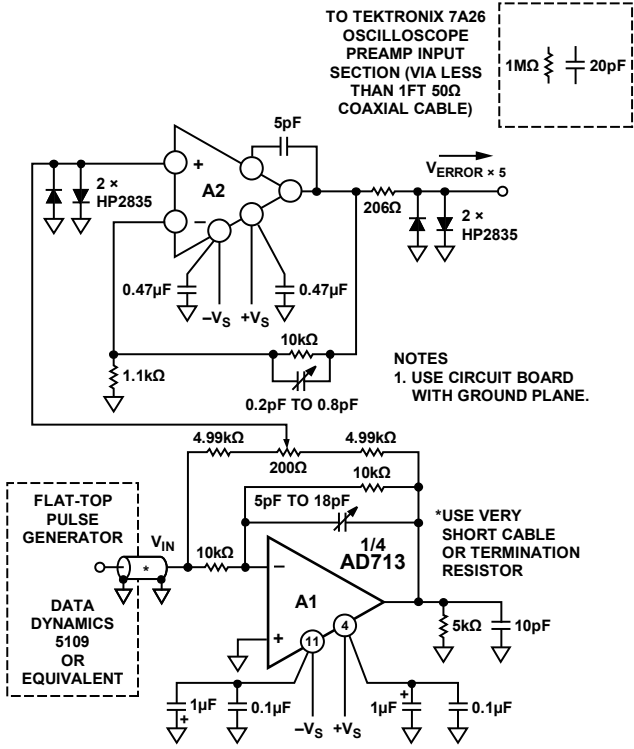 TO TEKTRONIX 7A26
OSCILLOSCOPE
PREAMP INPUT
SECTION (VIA LESS
THAN 1FT 50Ω
COAXIAL CABLE)
1MΩ
20pF
5pF
+
A2
−
2 ×
HP2835
VERROR × 5
206Ω
2 ×
HP2835
0.47µF
–VS
+VS
0.47µF
10kΩ
1.1kΩ
0.2pF TO 0.8pF
NOTES
1. USE CIRCUIT BOARD
WITH GROUND PLANE.
4.99kΩ
200Ω
4.99kΩ
10kΩ
5pF TO 18pF
FLAT-TOP
PULSE
GENERATOR
VIN
*
10kΩ
1/4
AD713
*USE VERY
SHORT CABLE
OR TERMINATION
RESISTOR
−
A1
+
4
11
DATA
DYNAMICS
5109
OR
EQUIVALENT
5kΩ
10pF
1µF
+
0.1µF
–VS
+VS
1µF
+
0.1µF